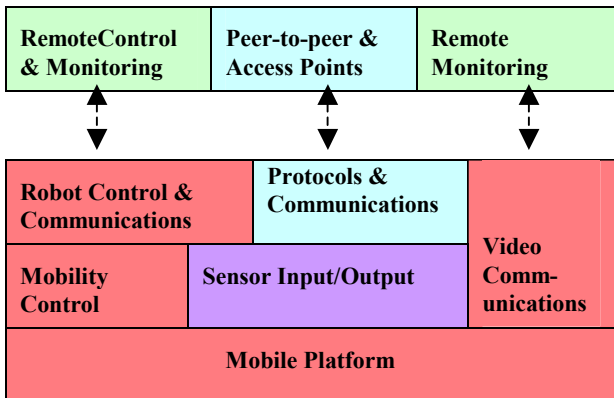 RemoteControl
& Monitoring
Peer-to-peer &
Access Points
Remote
Monitoring
Robot Control &
Communications
Protocols &
Communications
Video
Comm-
unications
Mobility
Control
Sensor Input/Output
Mobile Platform